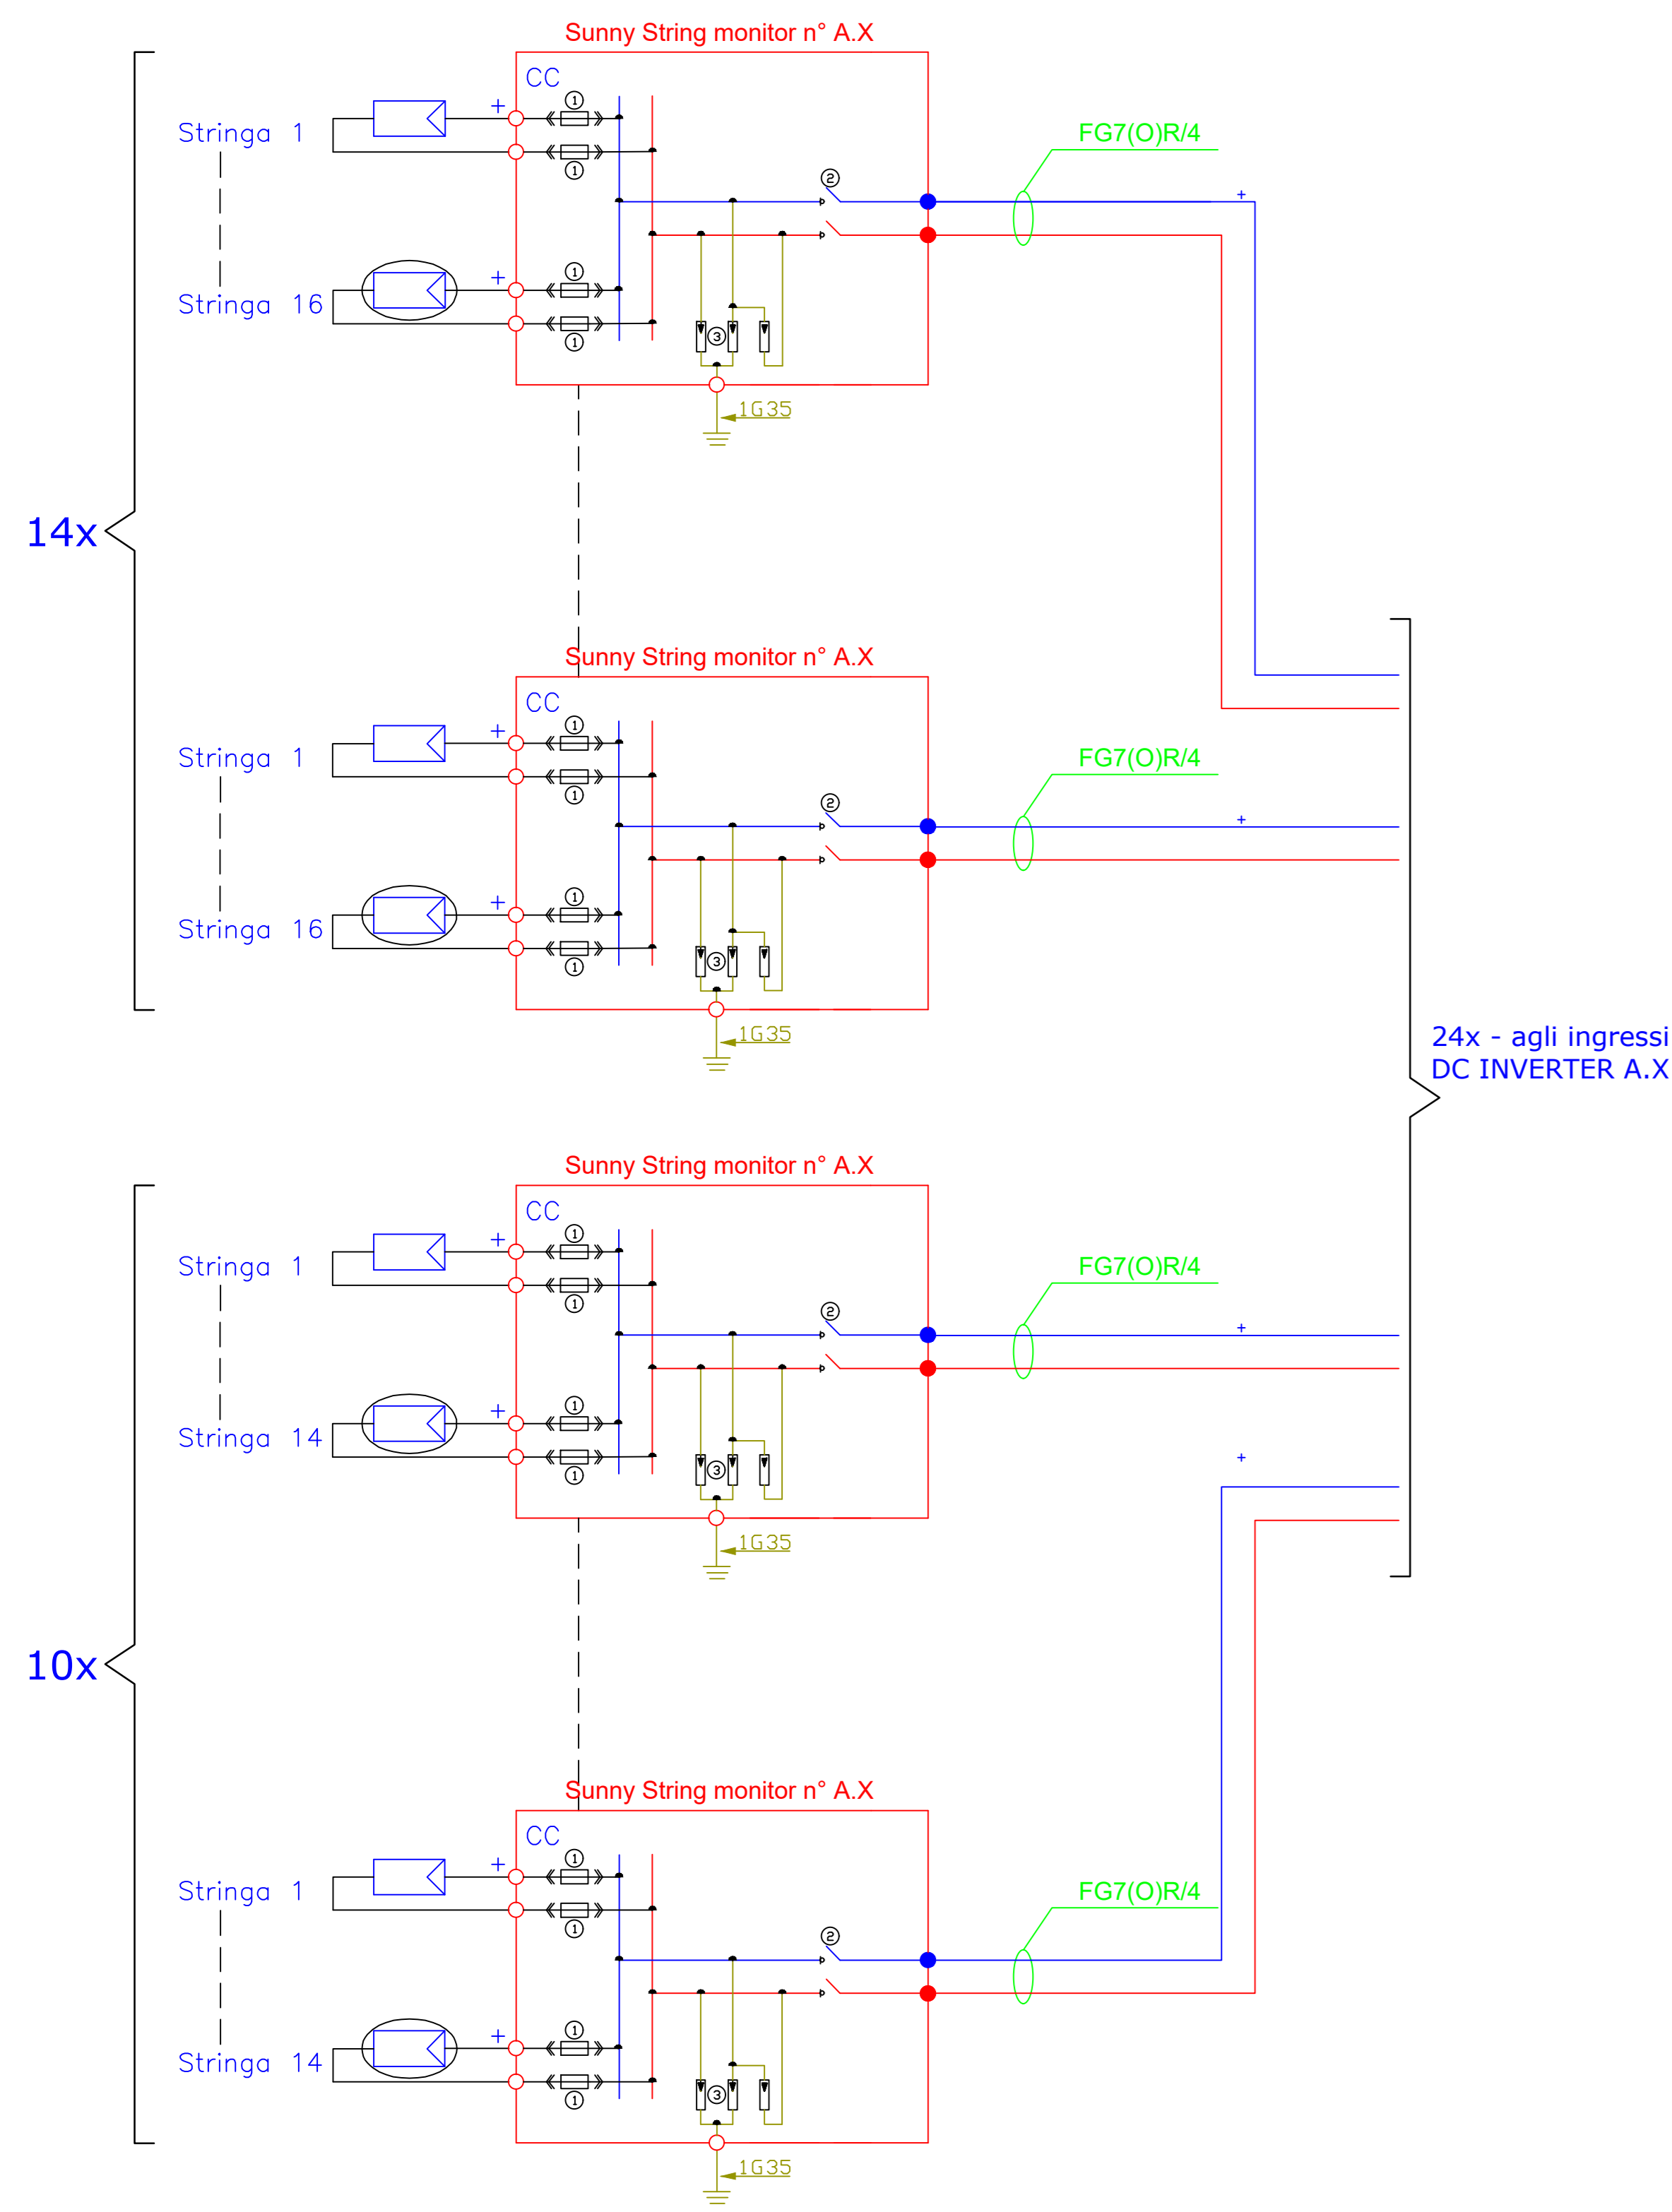 Sunny String monitor n° A.X
CC
Stringa 1
+
1
1
2
FG7(O)R/4
+
Stringa 16
+
1
1
3
1G35
14x
Sunny String monitor n° A.X
CC
Stringa 1
+
1
1
2
FG7(O)R/4
+
Stringa 16
+
1
1
3
1G35
24x - agli ingressi
DC INVERTER A.X
Sunny String monitor n° A.X
CC
Stringa 1
+
1
1
2
FG7(O)R/4
+
Stringa 14
+
1
1
3
+
1G35
10x
Sunny String monitor n° A.X
CC
Stringa 1
+
1
1
2
FG7(O)R/4
Stringa 14
+
1
1
3
1G35